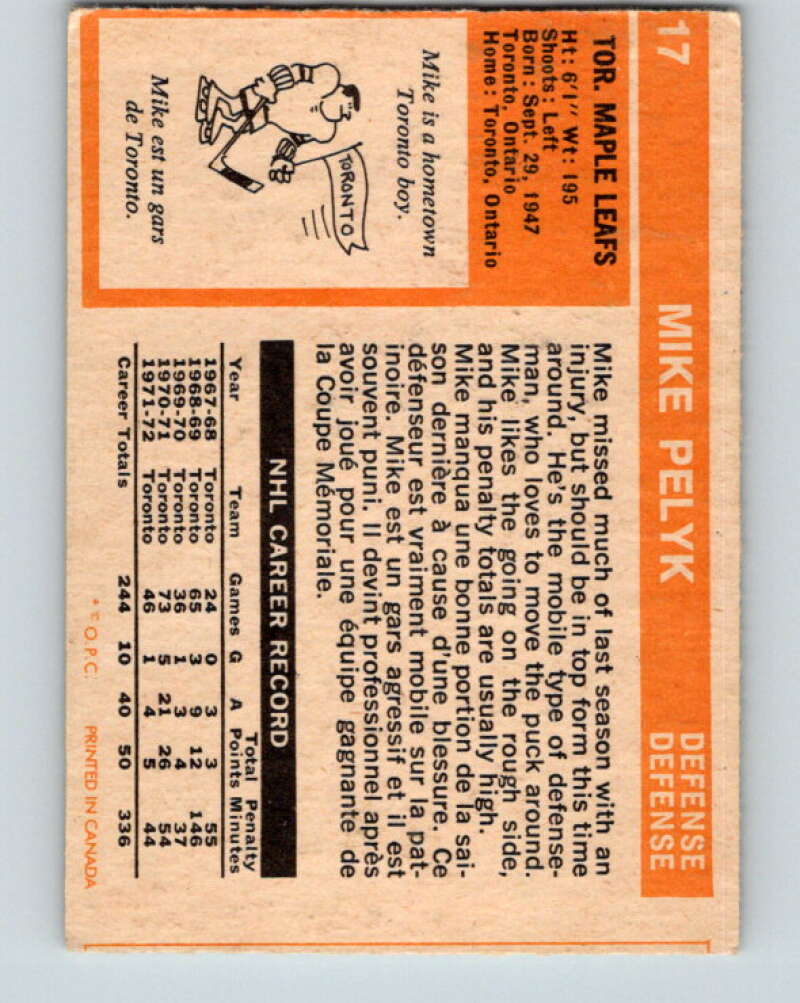 17 MIKE PELYK DEFENSE
DEFENSE
TOR. MAPLE LEAFS
Ht: 6'1" Wt: 195
Shoots: Left
Born: Sept. 29, 1947
Toronto, Ontario
Home: Toronto, Ontario
Mike is a hometown
Toronto boy.
TORONTO
Mike est un gars
de Toronto.
Mike missed much of last season with an
injury, but should be in top form this time
around. He's the mobile type of defense-
man, who loves to move the puck around.
Mike likes the going on the rough side,
and his penalty totals are usually high.
Mike manqua une bonne portion de la sai-
son dernière à cause d'une blessure. Ce
défenseur est vraiment mobile sur la pat-
inoire. Mike est un gars agressif et il est
souvent puni. Il devint professionnel après
avoir joué pour une équipe gagnante de
la Coupe Mémoriale.
NHL CAREER RECORD
Total Penalty
Year Team Games G A Points Minutes
1967-68 Toronto 24 0 3 3 55
1968-69 Toronto 65 3 9 12 146
1969-70 Toronto 36 1 3 4 37
1970-71 Toronto 73 5 21 26 54
1971-72 Toronto 46 1 4 5 44
Career Totals 244 10 40 50 336
O.P.C. PRINTED IN CANADA